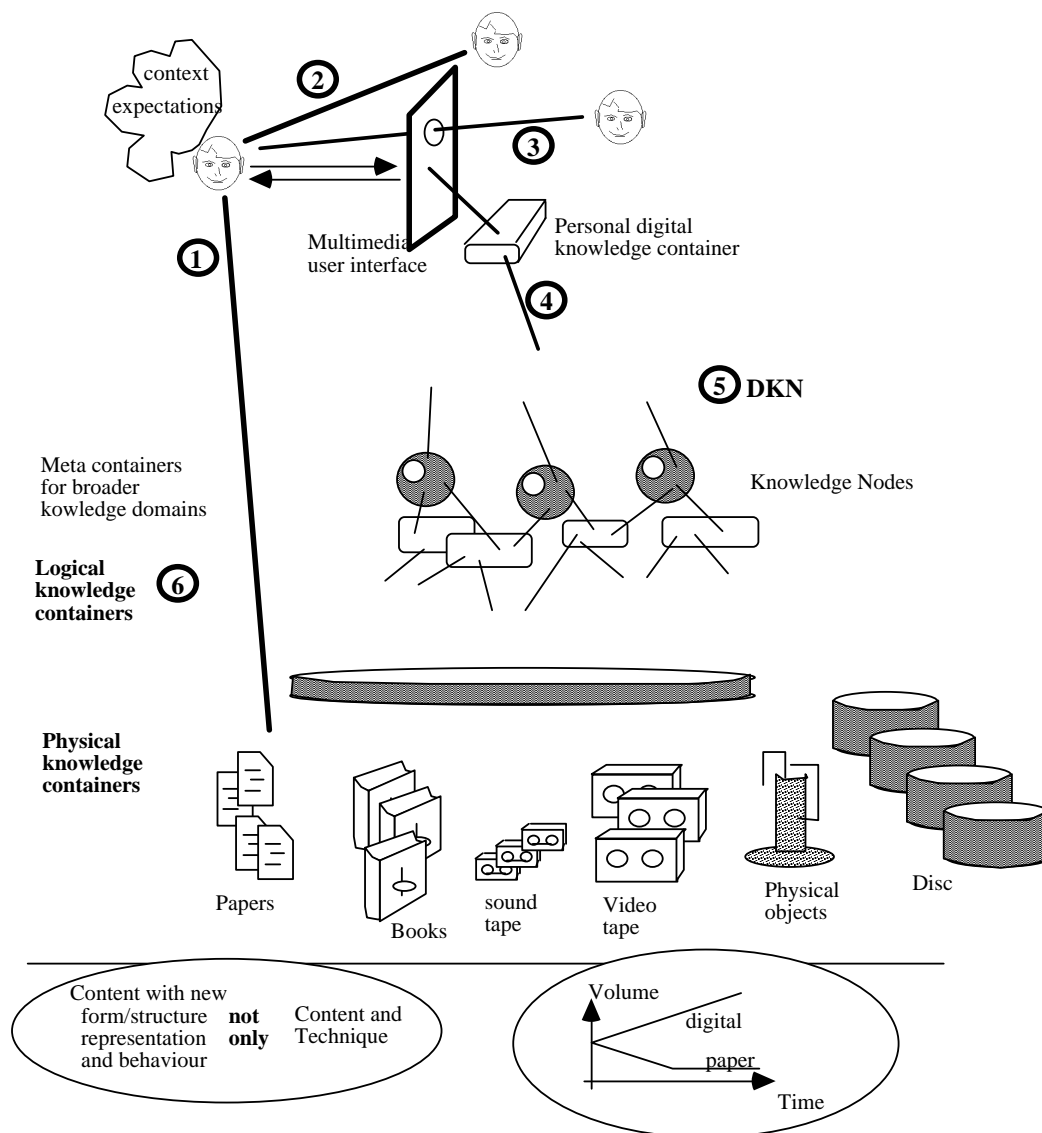 context
expectations
2
3
1
Multimedia
user interface
Personal digital
knowledge container
4
5 DKN
Meta containers
for broader
kowledge domains
Knowledge Nodes
Logical
knowledge
containers
6
Physical
knowledge
containers
Papers
Books
sound
tape
Video
tape
Physical
objects
Disc
Content with new
form/structure
representation
and behaviour
not
only
Content and
Technique
Volume
digital
paper
Time